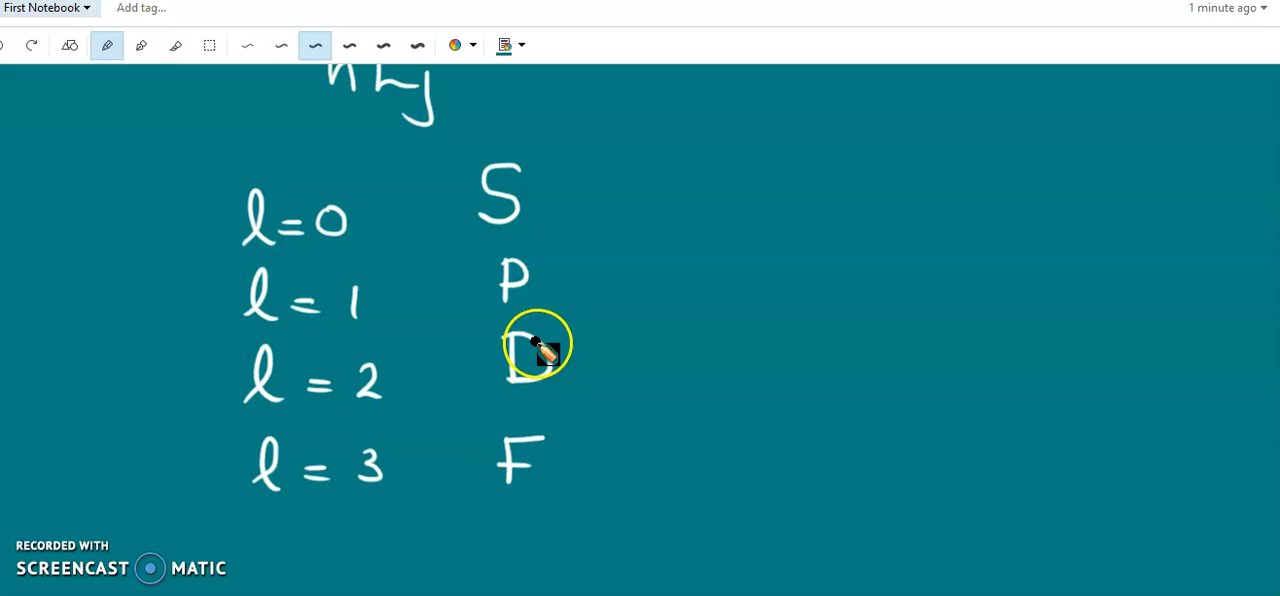 First Notebook Add tag... 1 minute ago
n L J
l = 0 S
l = 1 P
l = 2 D
l = 3 F
RECORDED WITH
SCREENCAST MATIC